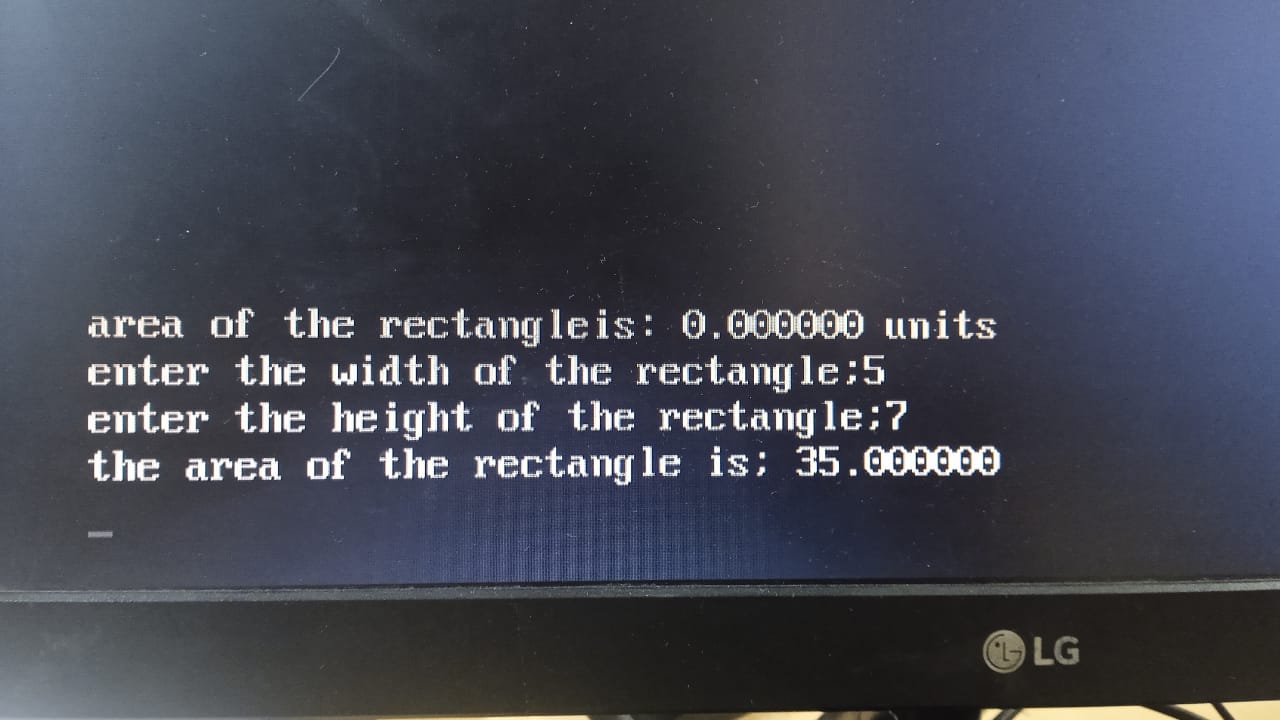 area of the rectangleis: 0.000000 units
enter the width of the rectangle;5
enter the height of the rectangle;7
the area of the rectangle is; 35.000000
_
LG